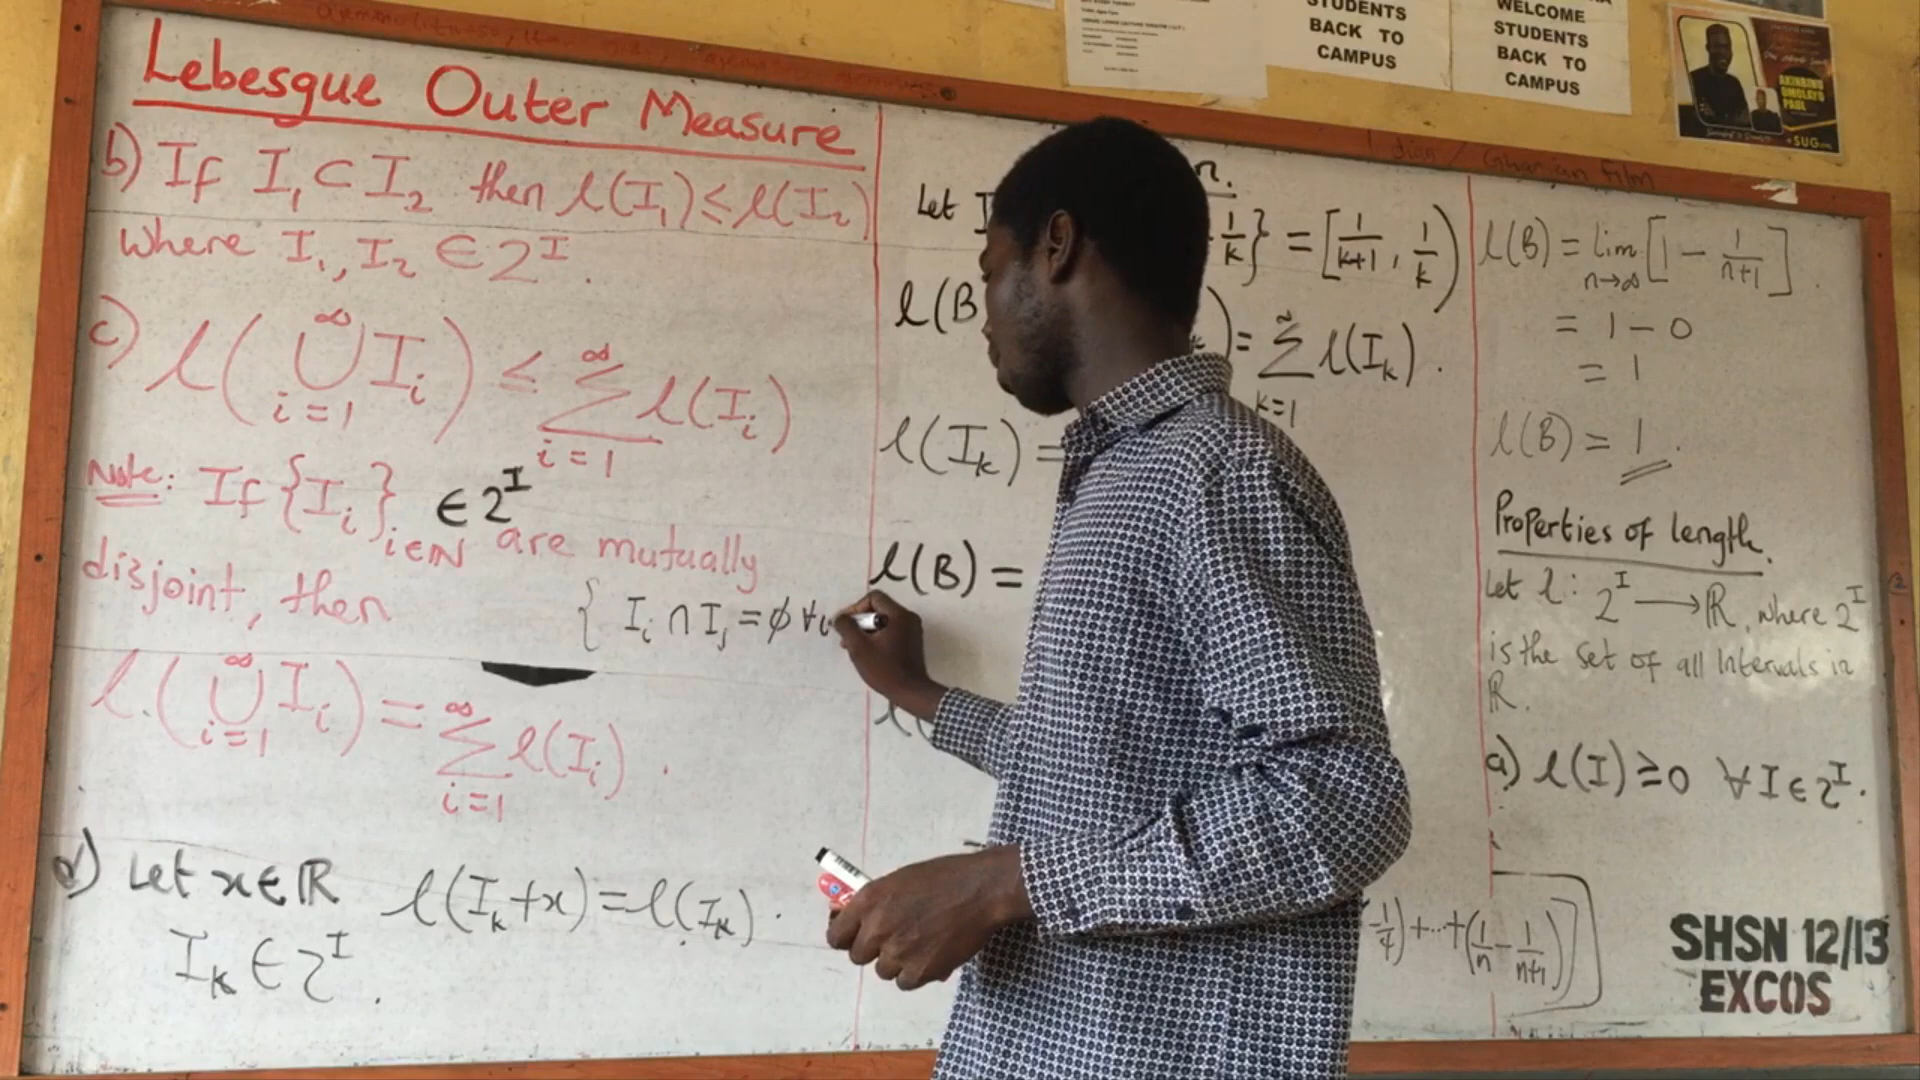 STUDENTS
BACK TO
CAMPUS
WELCOME
STUDENTS
BACK TO
CAMPUS
AKINRINO
OMOLAYO
PAUL
SUG
Lebesgue Outer Measure
b) If I₁ ⊂ I₂ then l(I₁) ≤ l(I₂)
where I₁, I₂ ∈ 2^I.
c) l(∪_{i=1}^∞ I_i) ≤ ∑_{i=1}^∞ l(I_i)
Note: If {I_i}_{i∈ℕ} ∈ 2^I are mutually
disjoint, then
{ I_i ∩ I_j = ϕ ∀i
l.(∪_{i=1}^∞ I_i) = ∑_{i=1}^∞ l(I_i).
d) Let x ∈ ℝ l(I_k + x) = l(I_k).
I_k ∈ 2^I.
n.
Let I
1/k} = [1/(k+1), 1/k)
l(B
) = ∑_{k=1}^∞ l(I_k).
l(I_k) =
l(B) =
1/4) + ... + (1/n − 1/(n+1))]
l(B) = lim_{n→∞} [1 − 1/(n+1)].
= 1 − 0
= 1
l(B) = 1.
Properties of length.
Let l: 2^I → ℝ, where 2^I
is the set of all Intervals in
ℝ.
a) l(I) ≥ 0 ∀ I ∈ 2^I.
SHSN 12/13
EXCOS